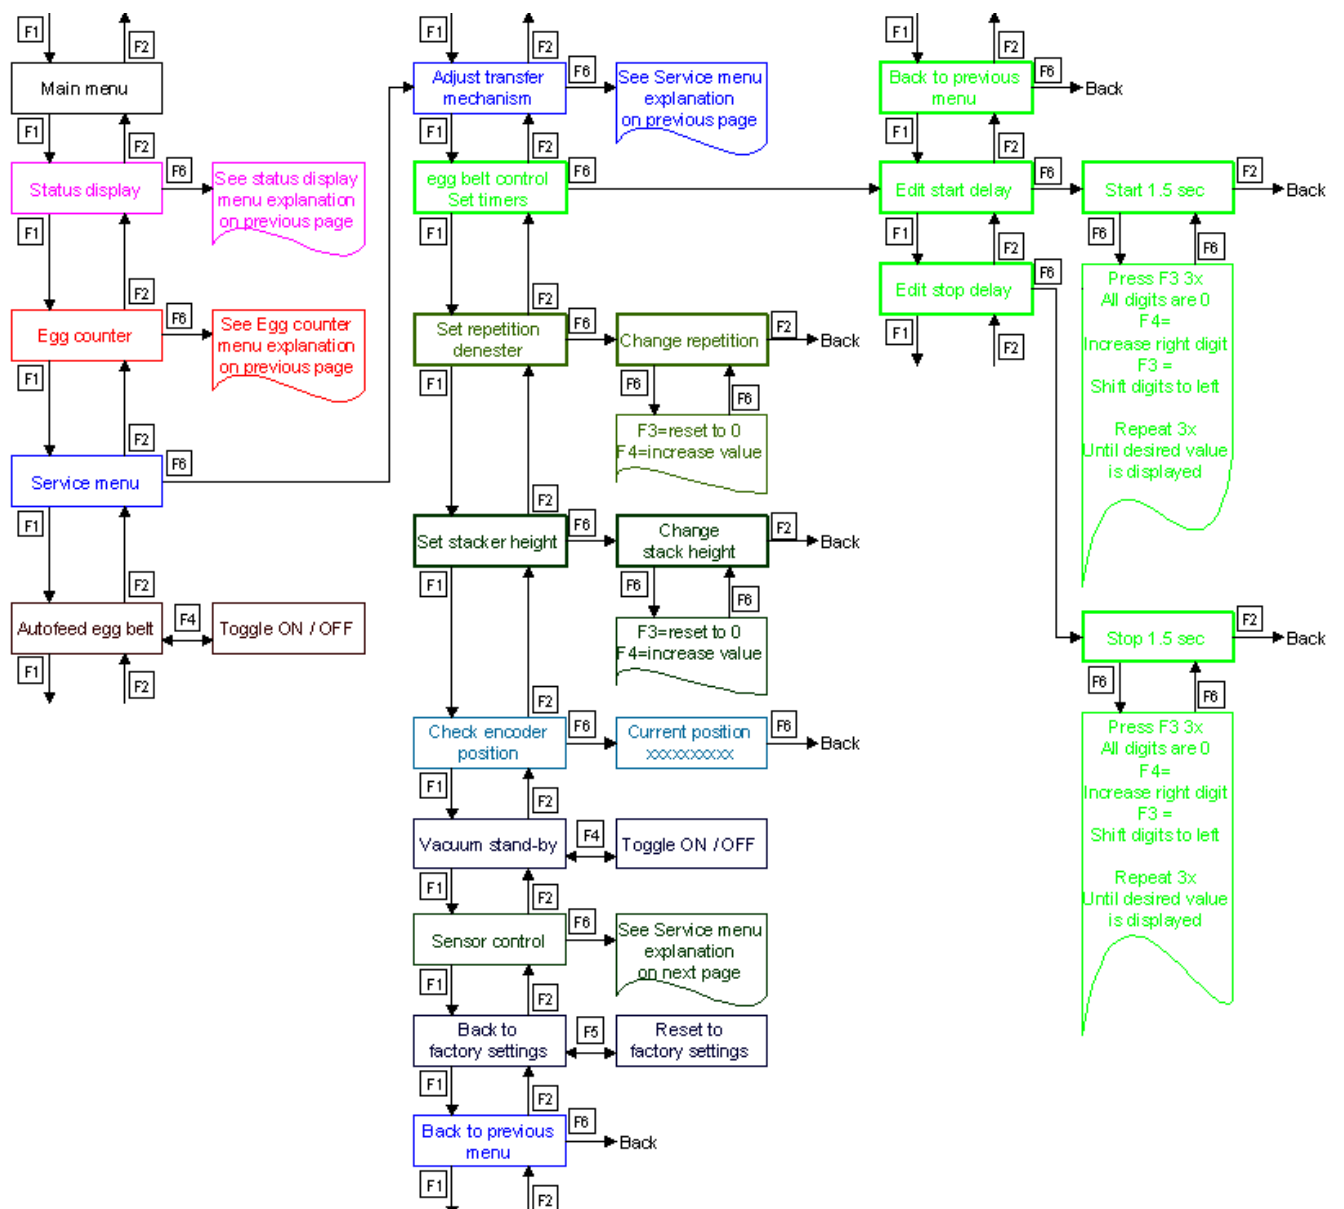 F1
F2
Main menu
F1
F2
Status display
F6
See status display
menu explanation
on previous page
F1
F2
Egg counter
F6
See Egg counter
menu explanation
on previous page
F1
F2
Service menu
F6
F1
F2
Autofeed egg belt
F4
Toggle ON / OFF
F1
F2
F1
F2
Adjust transfer
mechanism
F6
See Service menu
explanation
on previous page
F1
F2
egg belt control
Set timers
F6
F1
F2
Set repetition
denester
F6
Change repetition
F2
Back
F6
F6
F3=reset to 0
F4=increase value
F1
F2
Set stacker height
F6
Change
stack height
F2
Back
F6
F6
F3=reset to 0
F4=increase value
F1
F2
Check encoder
position
F6
Current position
xxxxxxxxxx
F6
Back
F1
F2
Vacuum stand-by
F4
Toggle ON / OFF
F1
F2
Sensor control
F6
See Service menu
explanation
on next page
F1
F2
Back to
factory settings
F5
Reset to
factory settings
F1
F2
Back to previous
menu
F6
Back
F1
F2
F1
F2
Back to previous
menu
F6
Back
F1
F2
Edit start delay
F6
Start 1.5 sec
F2
Back
F1
F2
F6
F6
Edit stop delay
F6
F1
F2
Press F3 3x
All digits are 0
F4=
Increase right digit
F3 =
Shift digits to left
Repeat 3x
Until desired value
is displayed
Stop 1.5 sec
F2
Back
F6
F6
Press F3 3x
All digits are 0
F4=
Increase right digit
F3 =
Shift digits to left
Repeat 3x
Until desired value
is displayed